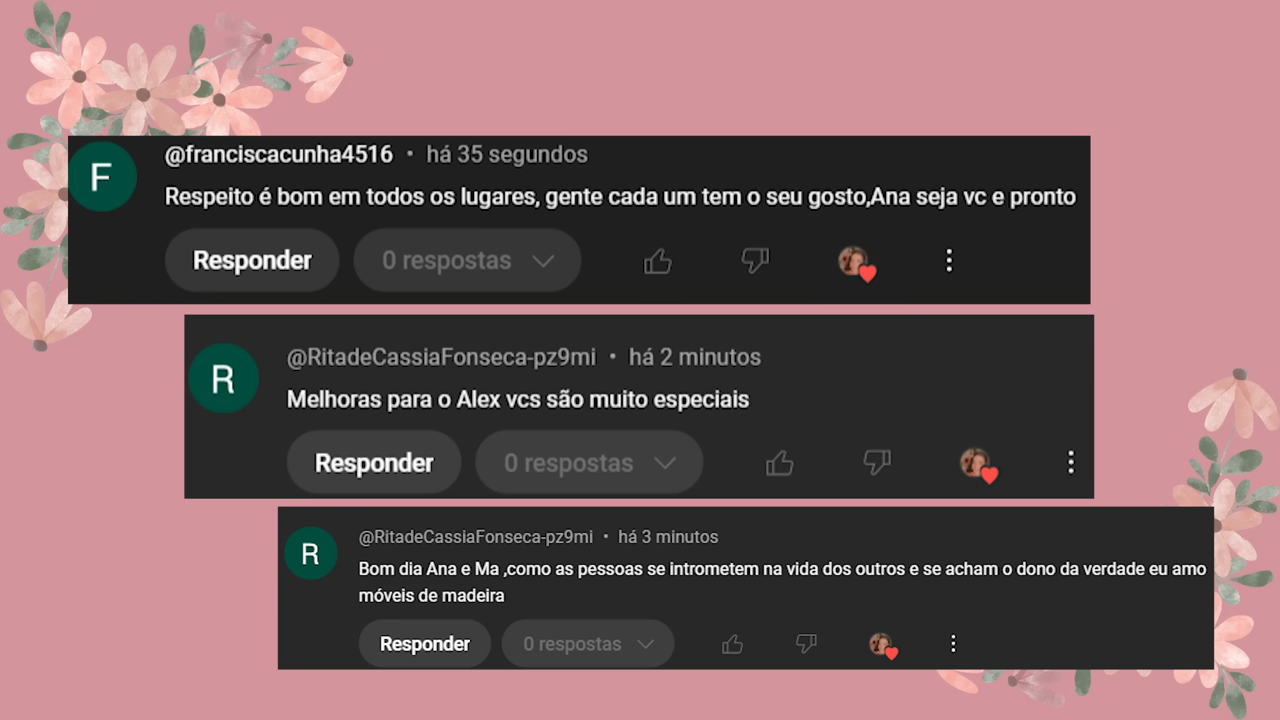 F
@franciscacunha4516 • há 35 segundos
Respeito é bom em todos os lugares, gente cada um tem o seu gosto,Ana seja vc e pronto
Responder 0 respostas
R
@RitadeCassiaFonseca-pz9mi • há 2 minutos
Melhoras para o Alex vcs são muito especiais
Responder 0 respostas
R
@RitadeCassiaFonseca-pz9mi • há 3 minutos
Bom dia Ana e Ma ,como as pessoas se intrometem na vida dos outros e se acham o dono da verdade eu amo
móveis de madeira
Responder 0 respostas